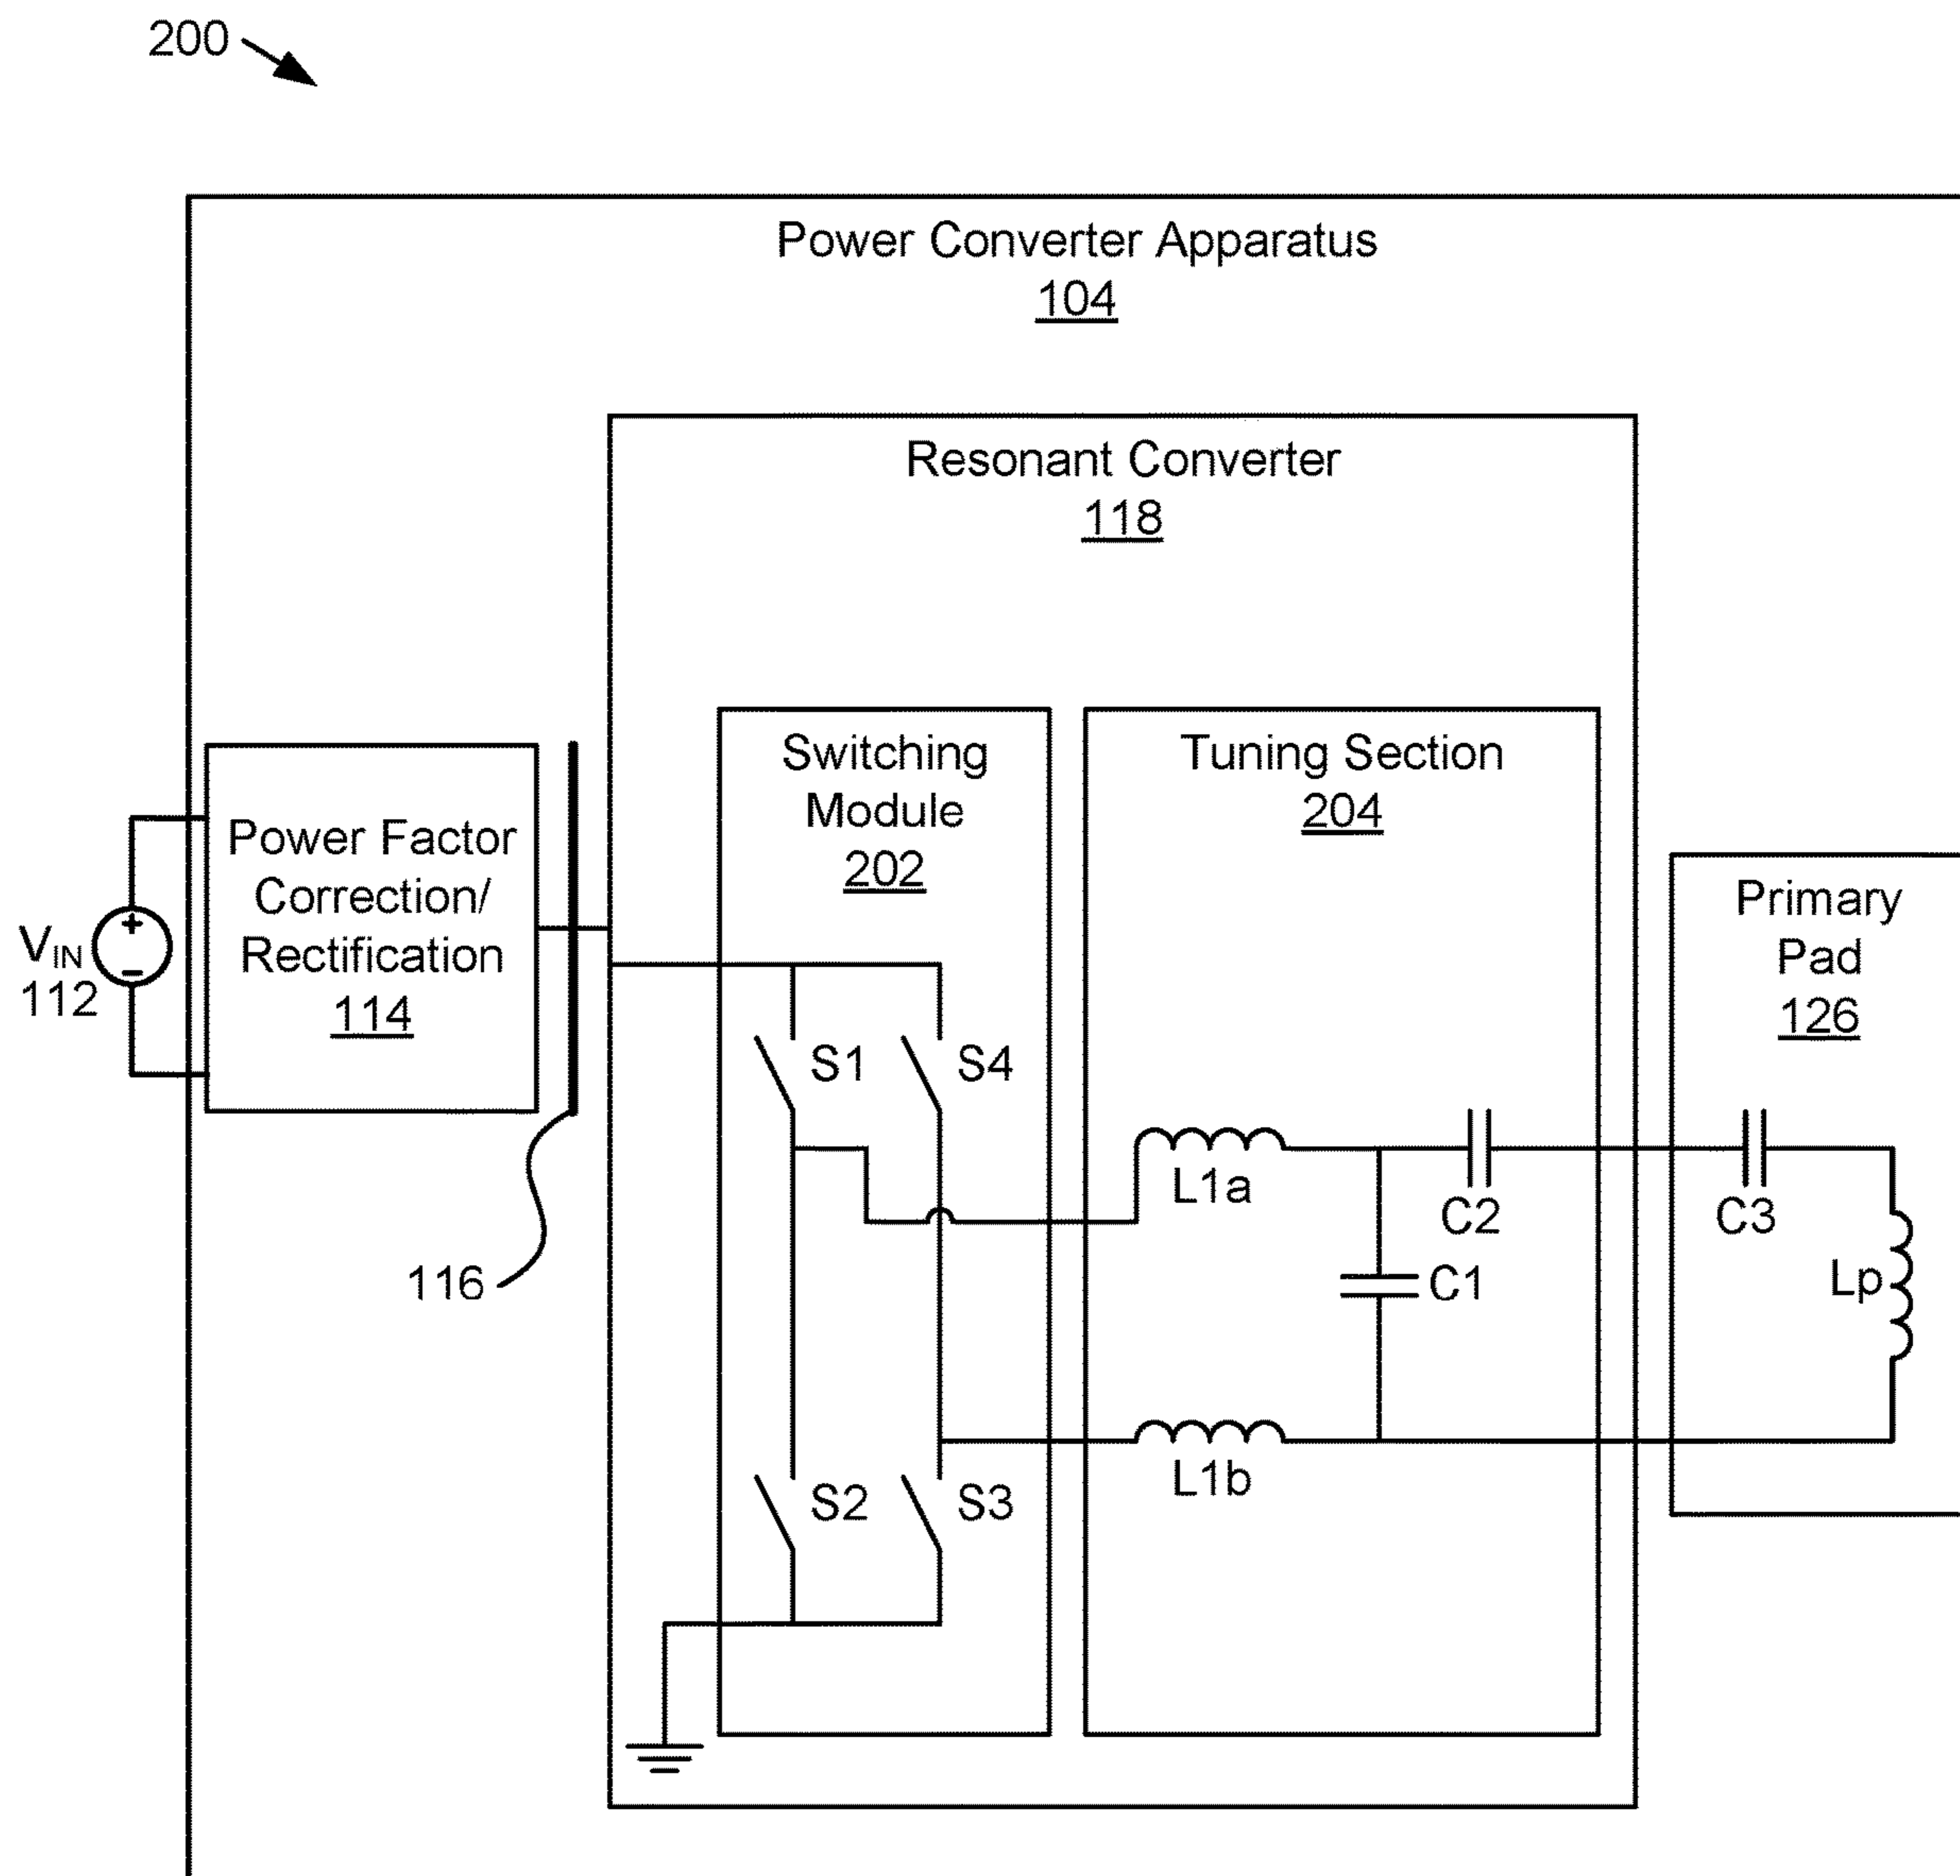 200
Power Converter Apparatus
104
Resonant Converter
118
Switching
Module
202
Tuning Section
204
Power Factor
Correction/
Rectification
114
VIN
112
+
−
Primary
Pad
126
S1
S4
L1a
C2
C3
116
C1
Lp
L1b
S2
S3